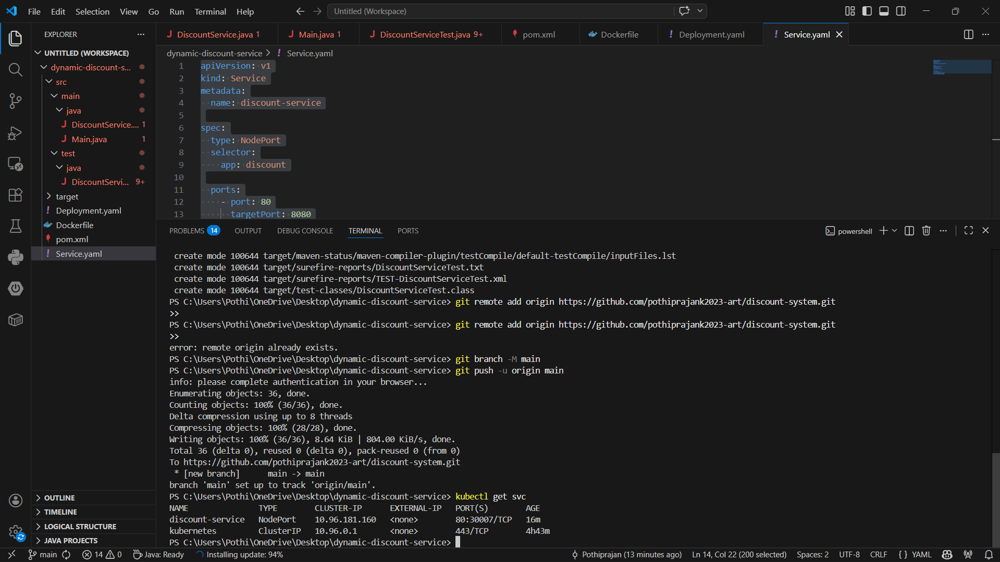 File Edit Selection View Go Run Terminal Help
Untitled (Workspace)
EXPLORER
UNTITLED (WORKSPACE)
dynamic-discount-s...
src
main
java
DiscountService.... 1
Main.java 1
test
java
DiscountServi... 9+
target
Deployment.yaml
Dockerfile
pom.xml
Service.yaml
OUTLINE
TIMELINE
LOGICAL STRUCTURE
JAVA PROJECTS
DiscountService.java 1 Main.java 1 DiscountServiceTest.java 9+ pom.xml Dockerfile Deployment.yaml Service.yaml
dynamic-discount-service > Service.yaml
1 apiVersion: v1
2 kind: Service
3 metadata:
4 name: discount-service
5
6 spec:
7 type: NodePort
8 selector:
9 app: discount
10
11 ports:
12 - port: 80
13 targetPort: 8080
PROBLEMS 14 OUTPUT DEBUG CONSOLE TERMINAL PORTS
powershell
create mode 100644 target/maven-status/maven-compiler-plugin/testCompile/default-testCompile/inputFiles.lst
create mode 100644 target/surefire-reports/DiscountServiceTest.txt
create mode 100644 target/surefire-reports/TEST-DiscountServiceTest.xml
create mode 100644 target/test-classes/DiscountServiceTest.class
PS C:\Users\Pothi\OneDrive\Desktop\dynamic-discount-service> git remote add origin https://github.com/pothiprajank2023-art/discount-system.git
>>
PS C:\Users\Pothi\OneDrive\Desktop\dynamic-discount-service> git remote add origin https://github.com/pothiprajank2023-art/discount-system.git
>>
error: remote origin already exists.
PS C:\Users\Pothi\OneDrive\Desktop\dynamic-discount-service> git branch -M main
PS C:\Users\Pothi\OneDrive\Desktop\dynamic-discount-service> git push -u origin main
info: please complete authentication in your browser...
Enumerating objects: 36, done.
Counting objects: 100% (36/36), done.
Delta compression using up to 8 threads
Compressing objects: 100% (28/28), done.
Writing objects: 100% (36/36), 8.64 KiB | 804.00 KiB/s, done.
Total 36 (delta 0), reused 0 (delta 0), pack-reused 0 (from 0)
To https://github.com/pothiprajank2023-art/discount-system.git
* [new branch] main -> main
branch 'main' set up to track 'origin/main'.
PS C:\Users\Pothi\OneDrive\Desktop\dynamic-discount-service> kubectl get svc
NAME TYPE CLUSTER-IP EXTERNAL-IP PORT(S) AGE
discount-service NodePort 10.96.181.160 <none> 80:30007/TCP 16m
kubernetes ClusterIP 10.96.0.1 <none> 443/TCP 4h43m
PS C:\Users\Pothi\OneDrive\Desktop\dynamic-discount-service>
main 14 0 Java: Ready Installing update: 94% Pothiprajan (13 minutes ago) Ln 14, Col 22 (200 selected) Spaces: 2 UTF-8 CRLF {} YAML